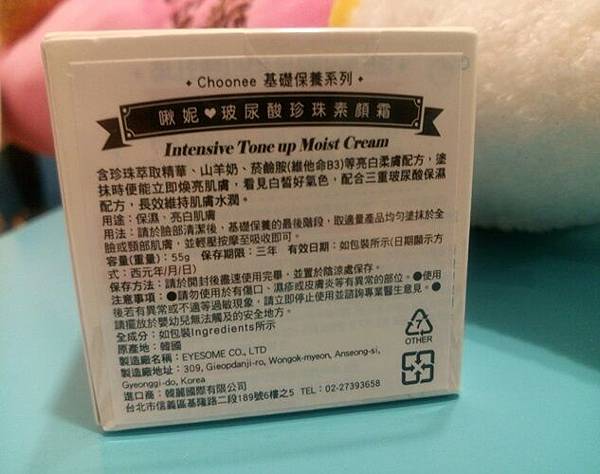 ✦ Choonee 基礎保養系列 ✦
啾妮♥玻尿酸珍珠素顏霜
Intensive Tone up Moist Cream
含珍珠萃取精華、山羊奶、菸鹼胺(維他命B3)等亮白柔膚配方，塗
抹時便能立即煥亮肌膚，看見白皙好氣色，配合三重玻尿酸保濕
配方，長效維持肌膚水潤。
用途：保濕、亮白肌膚
用法：請於臉部清潔後，基礎保養的最後階段，取適量產品均勻塗抹於全
臉或頸部肌膚，並輕壓按摩至吸收即可。
容量(重量)：55g 保存期限：三年 有效日期：如包裝所示(日期顯示方
式：西元年/月/日)
保存方法：請於開封後盡速使用完畢，並置於陰涼處保存。
注意事項：●請勿使用於有傷口、濕疹或皮膚炎等有異常的部位。●使用
後若有異常或不適等過敏現象，請立即停止使用並諮詢專業醫生意見。●
請擺放於嬰幼兒無法觸及的安全地方。
全成分：如包裝Ingredients所示
原產地：韓國
製造廠名稱：EYESOME CO., LTD
製造廠地址：309, Gieopdanji-ro, Wongok-myeon, Anseong-si,
Gyeonggi-do, Korea
進口商：韓麗國際有限公司
台北市信義區基隆路二段189號6樓之5 TEL：02-27393658
7
OTHER